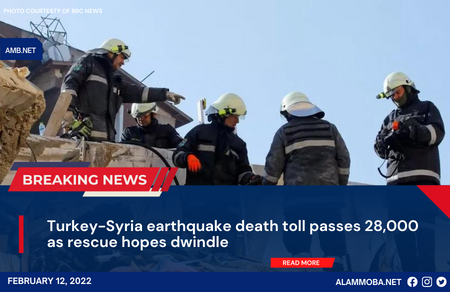 PHOTO COURTESTY OF BBC NEWS
AMB.NET
BREAKING NEWS
Turkey-Syria earthquake death toll passes 28,000
as rescue hopes dwindle
READ MORE
FEBRUARY 12, 2022
ALAMMOBA.NET